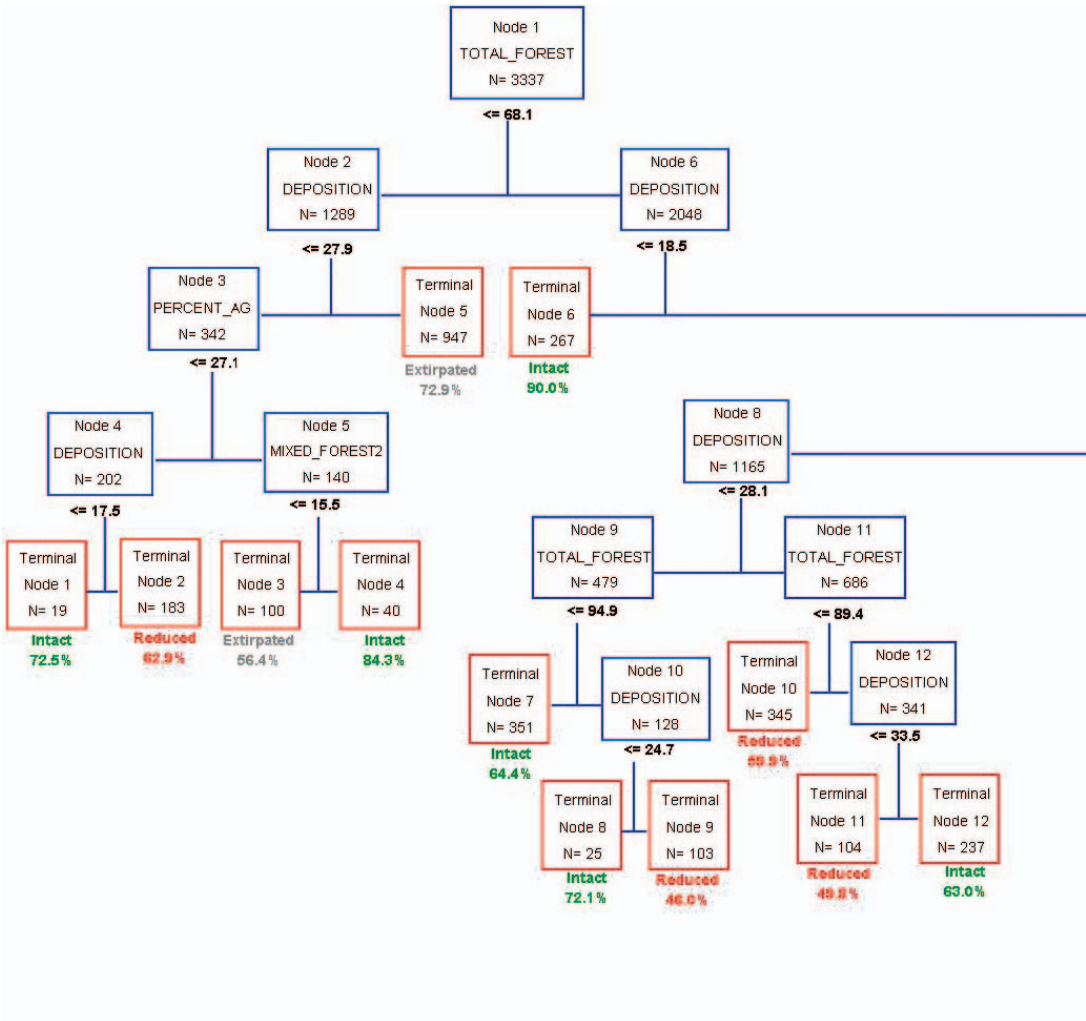 Node 1
TOTAL_FOREST
N= 3337
<= 68.1
Node 2
DEPOSITION
N= 1289
<= 27.9
Node 6
DEPOSITION
N= 2048
<= 18.5
Node 3
PERCENT_AG
N= 342
<= 27.1
Terminal
Node 5
N= 947
Extirpated
72.9%
Terminal
Node 6
N= 267
Intact
90.0%
Node 4
DEPOSITION
N= 202
<= 17.5
Node 5
MIXED_FOREST2
N= 140
<= 15.5
Node 8
DEPOSITION
N= 1165
<= 28.1
Terminal
Node 1
N= 19
Intact
72.5%
Terminal
Node 2
N= 183
Reduced
62.9%
Terminal
Node 3
N= 100
Extirpated
56.4%
Terminal
Node 4
N= 40
Intact
84.3%
Node 9
TOTAL_FOREST
N= 479
<= 94.9
Node 11
TOTAL_FOREST
N= 686
<= 89.4
Terminal
Node 7
N= 351
Intact
64.4%
Node 10
DEPOSITION
N= 128
<= 24.7
Terminal
Node 10
N= 345
Reduced
59.9%
Node 12
DEPOSITION
N= 341
<= 33.5
Terminal
Node 8
N= 25
Intact
72.1%
Terminal
Node 9
N= 103
Reduced
46.0%
Terminal
Node 11
N= 104
Reduced
49.8%
Terminal
Node 12
N= 237
Intact
63.0%